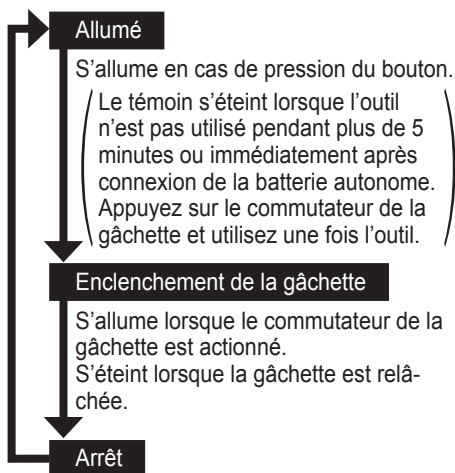 Allumé
S’allume en cas de pression du bouton.
Le témoin s’éteint lorsque l’outil
n’est pas utilisé pendant plus de 5
minutes ou immédiatement après
connexion de la batterie autonome.
Appuyez sur le commutateur de la
gâchette et utilisez une fois l’outil.
Enclenchement de la gâchette
S’allume lorsque le commutateur de la
gâchette est actionné.
S’éteint lorsque la gâchette est relâ-
chée.
Arrêt